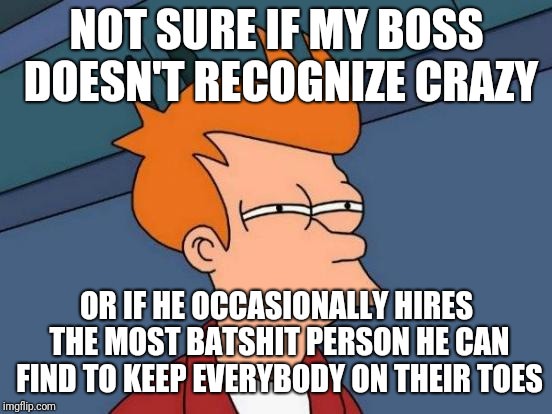 NOT SURE IF MY BOSS
DOESN'T RECOGNIZE CRAZY
OR IF HE OCCASIONALLY HIRES
THE MOST BATSHIT PERSON HE CAN
FIND TO KEEP EVERYBODY ON THEIR TOES
imgflip.com